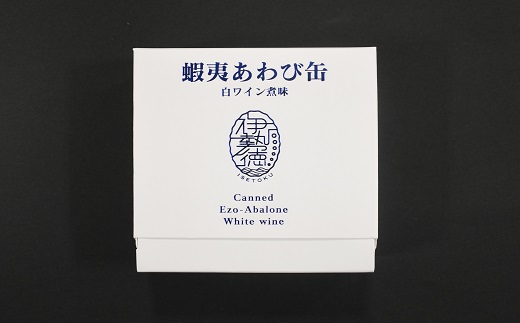 蝦夷あわび缶
白ワイン煮味
伊勢徳
ISETOKU
Canned
Ezo-Abalone
White wine